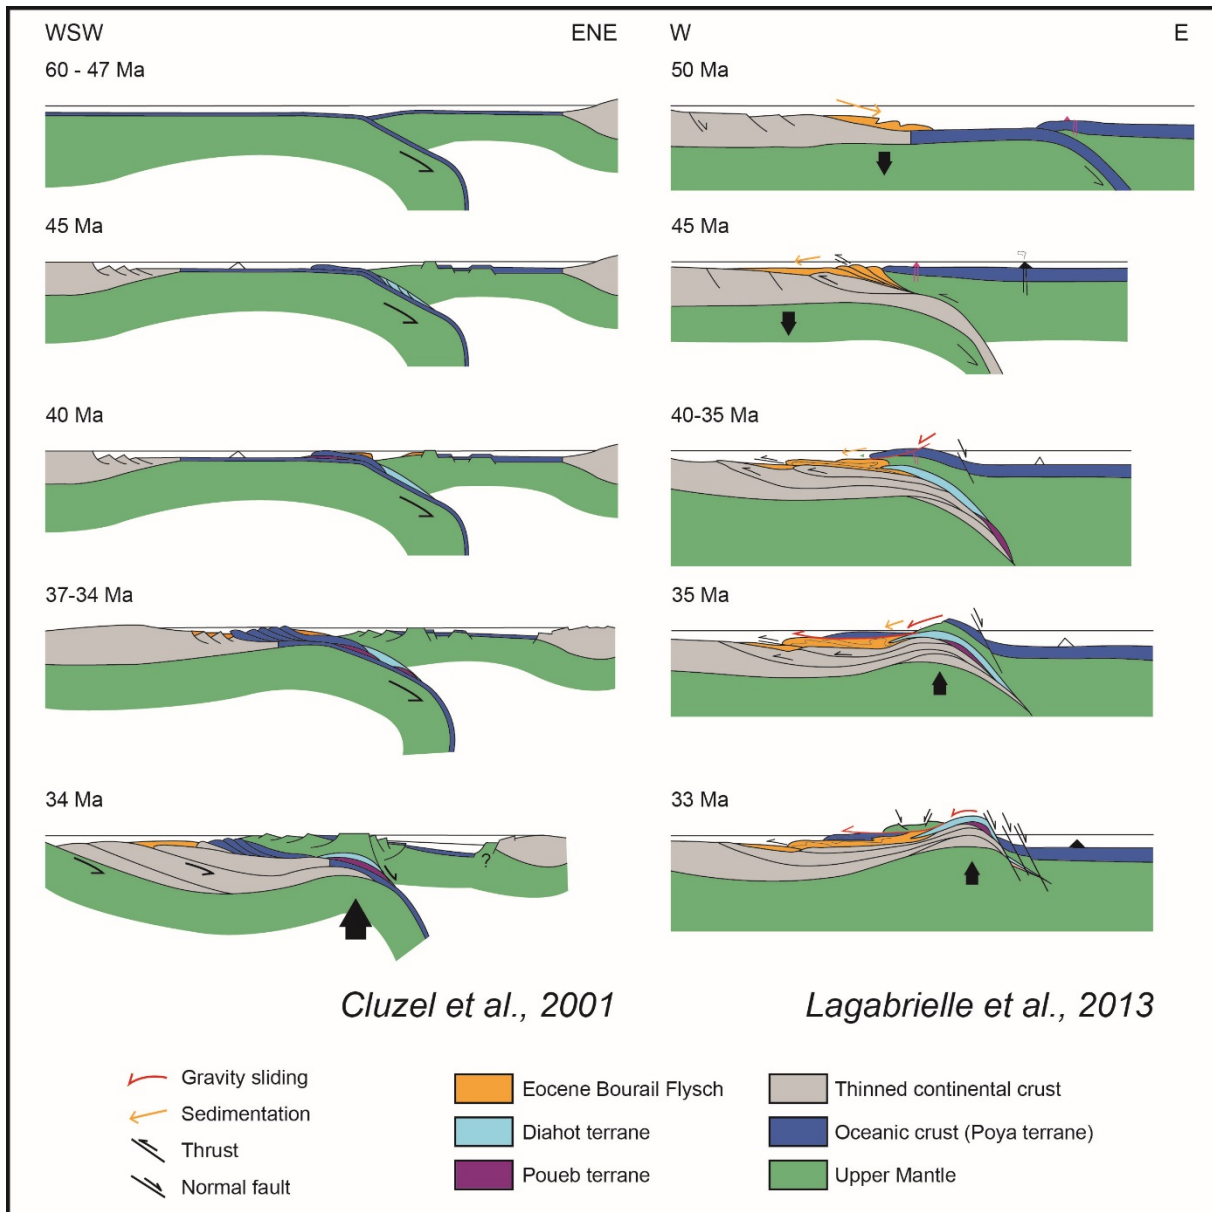 WSW ENE
60 - 47 Ma
45 Ma
40 Ma
37-34 Ma
34 Ma
?
Cluzel et al., 2001
W E
50 Ma
45 Ma
?
40-35 Ma
35 Ma
33 Ma
Lagabrielle et al., 2013
Gravity sliding
Sedimentation
Thrust
Normal fault
Eocene Bourail Flysch
Diahot terrane
Poueb terrane
Thinned continental crust
Oceanic crust (Poya terrane)
Upper Mantle